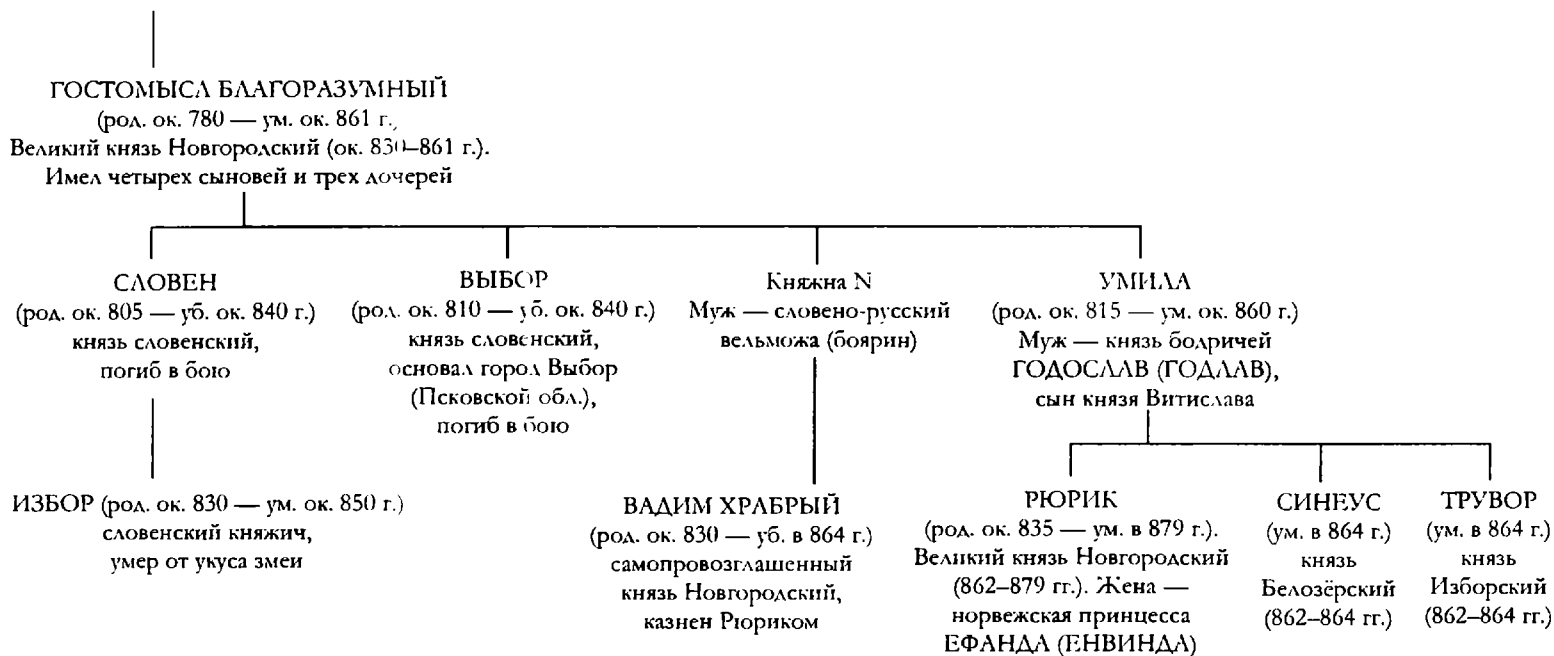 ГОСТОМЫСЛ БЛАГОРАЗУМНЫЙ
(род. ок. 780 — ум. ок. 861 г.
Великий князь Новгородский (ок. 830–861 г.).
Имел четырех сыновей и трех дочерей
СЛОВЕН
(род. ок. 805 — уб. ок. 840 г.)
князь словенский,
погиб в бою
ВЫБОР
(род. ок. 810 — уб. ок. 840 г.)
князь словенский,
основал город Выбор
(Псковской обл.),
погиб в бою
Княжна N
Муж — словено-русский
вельможа (боярин)
УМИЛА
(род. ок. 815 — ум. ок. 860 г.)
Муж — князь бодричей
ГОДОСЛАВ (ГОДЛАВ),
сын князя Витислава
ИЗБОР (род. ок. 830 — ум. ок. 850 г.)
словенский княжич,
умер от укуса змеи
ВАДИМ ХРАБРЫЙ
(род. ок. 830 — уб. в 864 г.)
самопровозглашенный
князь Новгородский,
казнен Рюриком
РЮРИК
(род. ок. 835 — ум. в 879 г.).
Великий князь Новгородский
(862–879 гг.). Жена —
норвежская принцесса
ЕФАНДА (ЕНВИНДА)
СИНЕУС
(ум. в 864 г.)
князь
Белозёрский
(862–864 гг.)
ТРУВОР
(ум. в 864 г.)
князь
Изборский
(862–864 гг.)